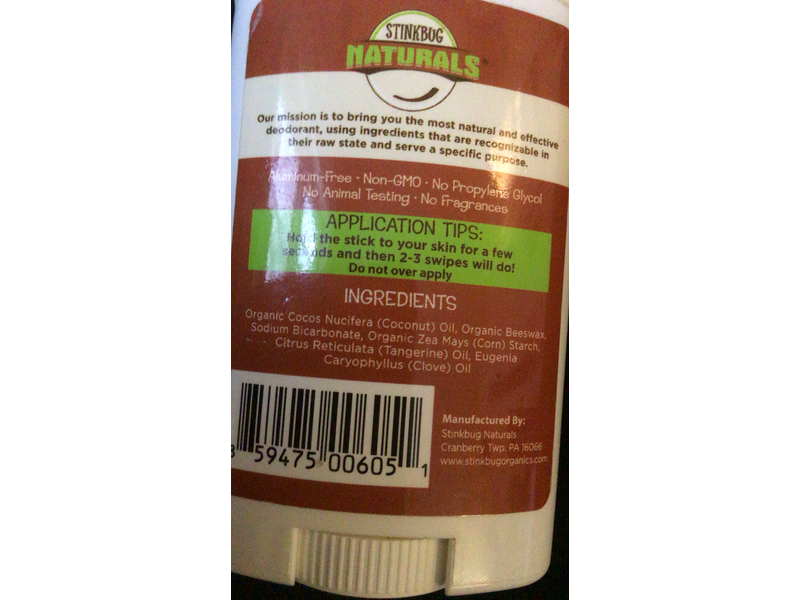 STINKBUG
NATURALS
Our mission is to bring you the most natural and effective
deodorant, using ingredients that are recognizable in
their raw state and serve a specific purpose.
Aluminum-Free • Non-GMO • No Propylene Glycol
No Animal Testing • No Fragrances
APPLICATION TIPS:
Hold the stick to your skin for a few
seconds and then 2-3 swipes will do!
Do not over apply
INGREDIENTS
Organic Cocos Nucifera (Coconut) Oil, Organic Beeswax,
Sodium Bicarbonate, Organic Zea Mays (Corn) Starch,
Citrus Reticulata (Tangerine) Oil, Eugenia
Caryophyllus (Clove) Oil
8 59475 00605 1
Manufactured By:
Stinkbug Naturals
Cranberry Twp. PA 16066
www.stinkbugorganics.com